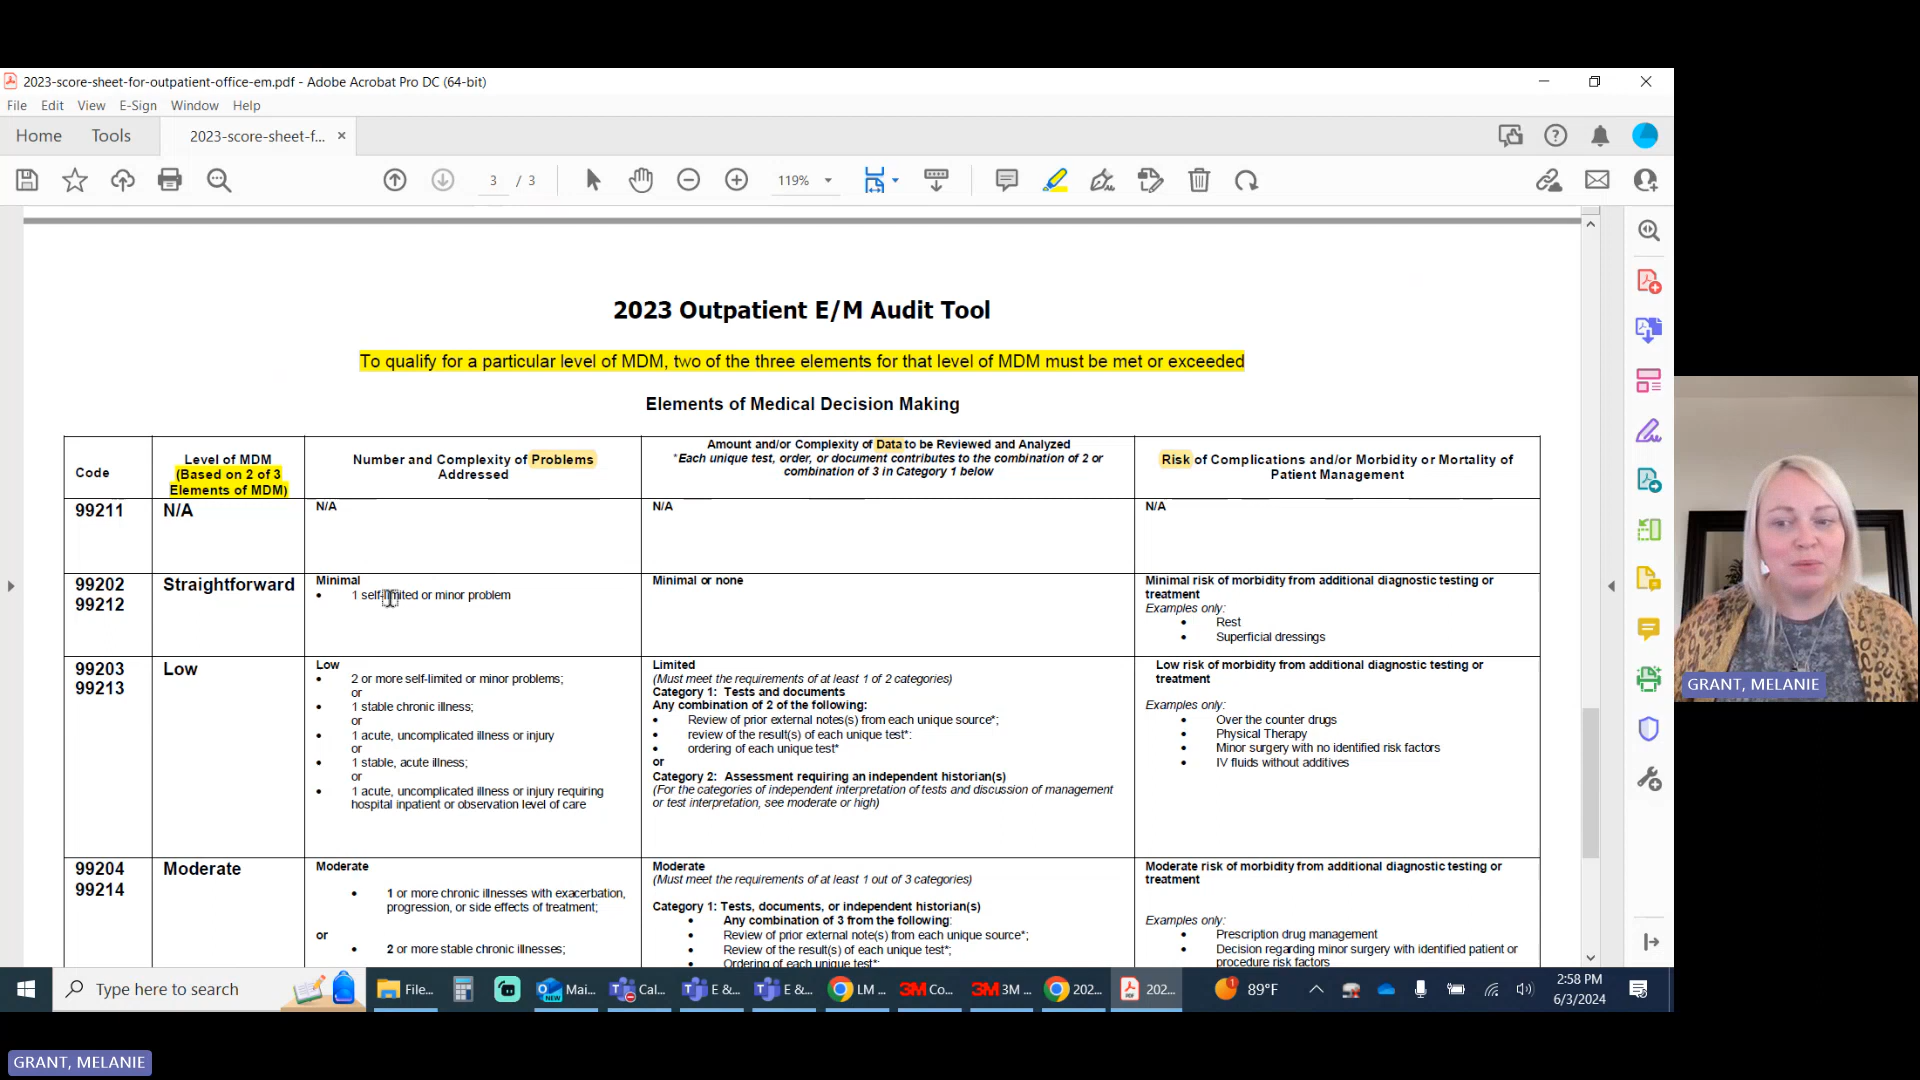 2023-score-sheet-for-outpatient-office-em.pdf - Adobe Acrobat Pro DC (64-bit)
File Edit View E-Sign Window Help
Home Tools 2023-score-sheet-f... ×
3 / 3 119%
2023 Outpatient E/M Audit Tool
To qualify for a particular level of MDM, two of the three elements for that level of MDM must be met or exceeded
Elements of Medical Decision Making
Code
Level of MDM
(Based on 2 of 3
Elements of MDM)
Number and Complexity of Problems
Addressed
Amount and/or Complexity of Data to be Reviewed and Analyzed
*Each unique test, order, or document contributes to the combination of 2 or
combination of 3 in Category 1 below
Risk of Complications and/or Morbidity or Mortality of
Patient Management
99211
N/A
N/A
N/A
N/A
99202
99212
Straightforward
Minimal
• 1 self-limited or minor problem
Minimal or none
Minimal risk of morbidity from additional diagnostic testing or
treatment
Examples only:
• Rest
• Superficial dressings
99203
99213
Low
Low
• 2 or more self-limited or minor problems;
or
• 1 stable chronic illness;
or
• 1 acute, uncomplicated illness or injury
or
• 1 stable, acute illness;
or
• 1 acute, uncomplicated illness or injury requiring
hospital inpatient or observation level of care
Limited
(Must meet the requirements of at least 1 of 2 categories)
Category 1: Tests and documents
Any combination of 2 of the following:
• Review of prior external notes(s) from each unique source*;
• review of the result(s) of each unique test*:
• ordering of each unique test*
or
Category 2: Assessment requiring an independent historian(s)
(For the categories of independent interpretation of tests and discussion of management
or test interpretation, see moderate or high)
Low risk of morbidity from additional diagnostic testing or
treatment
Examples only:
• Over the counter drugs
• Physical Therapy
• Minor surgery with no identified risk factors
• IV fluids without additives
99204
99214
Moderate
Moderate
• 1 or more chronic illnesses with exacerbation,
progression, or side effects of treatment;
or
• 2 or more stable chronic illnesses;
Moderate
(Must meet the requirements of at least 1 out of 3 categories)
Category 1: Tests, documents, or independent historian(s)
• Any combination of 3 from the following:
• Review of prior external note(s) from each unique source*;
• Review of the result(s) of each unique test*;
• Ordering of each unique test*;
Moderate risk of morbidity from additional diagnostic testing or
treatment
Examples only:
• Prescription drug management
• Decision regarding minor surgery with identified patient or
procedure risk factors
GRANT, MELANIE
Type here to search File... Mai... Cal... E &... E &... LM ... 3M Co... 3M 3M ... 202... 202... 89°F
2:58 PM
6/3/2024
GRANT, MELANIE